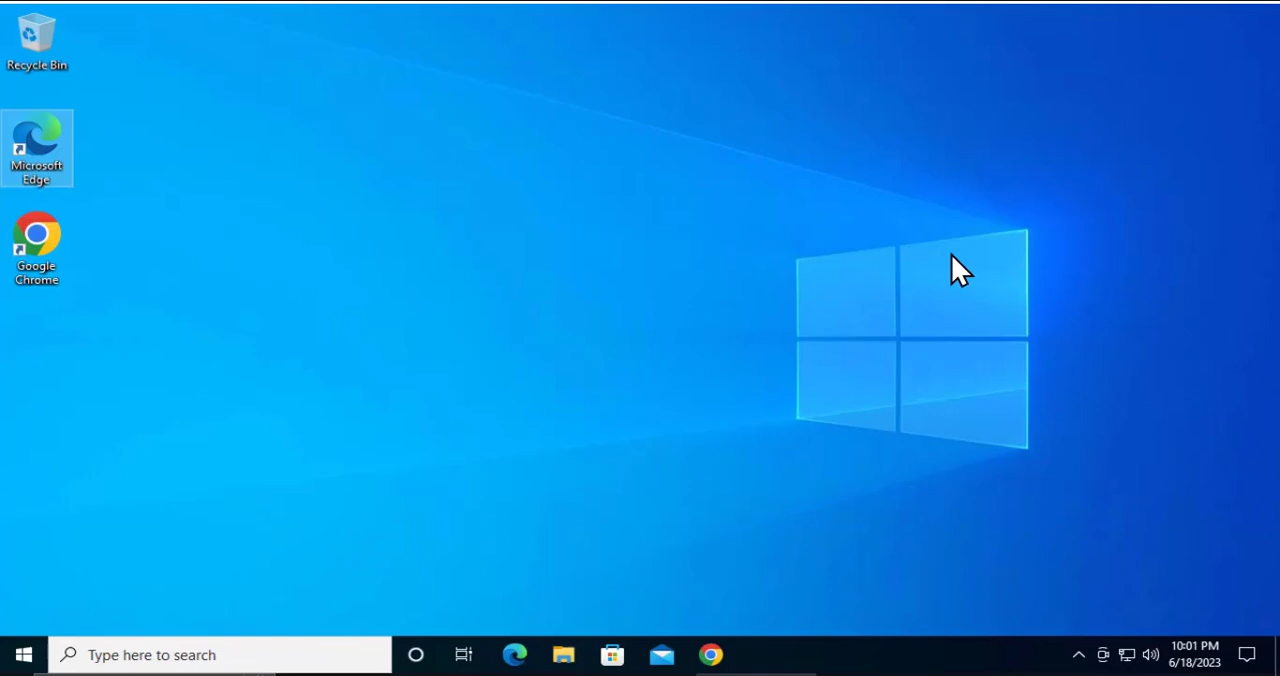 Recycle Bin
Microsoft
Edge
Google
Chrome
Type here to search
10:01 PM
6/18/2023